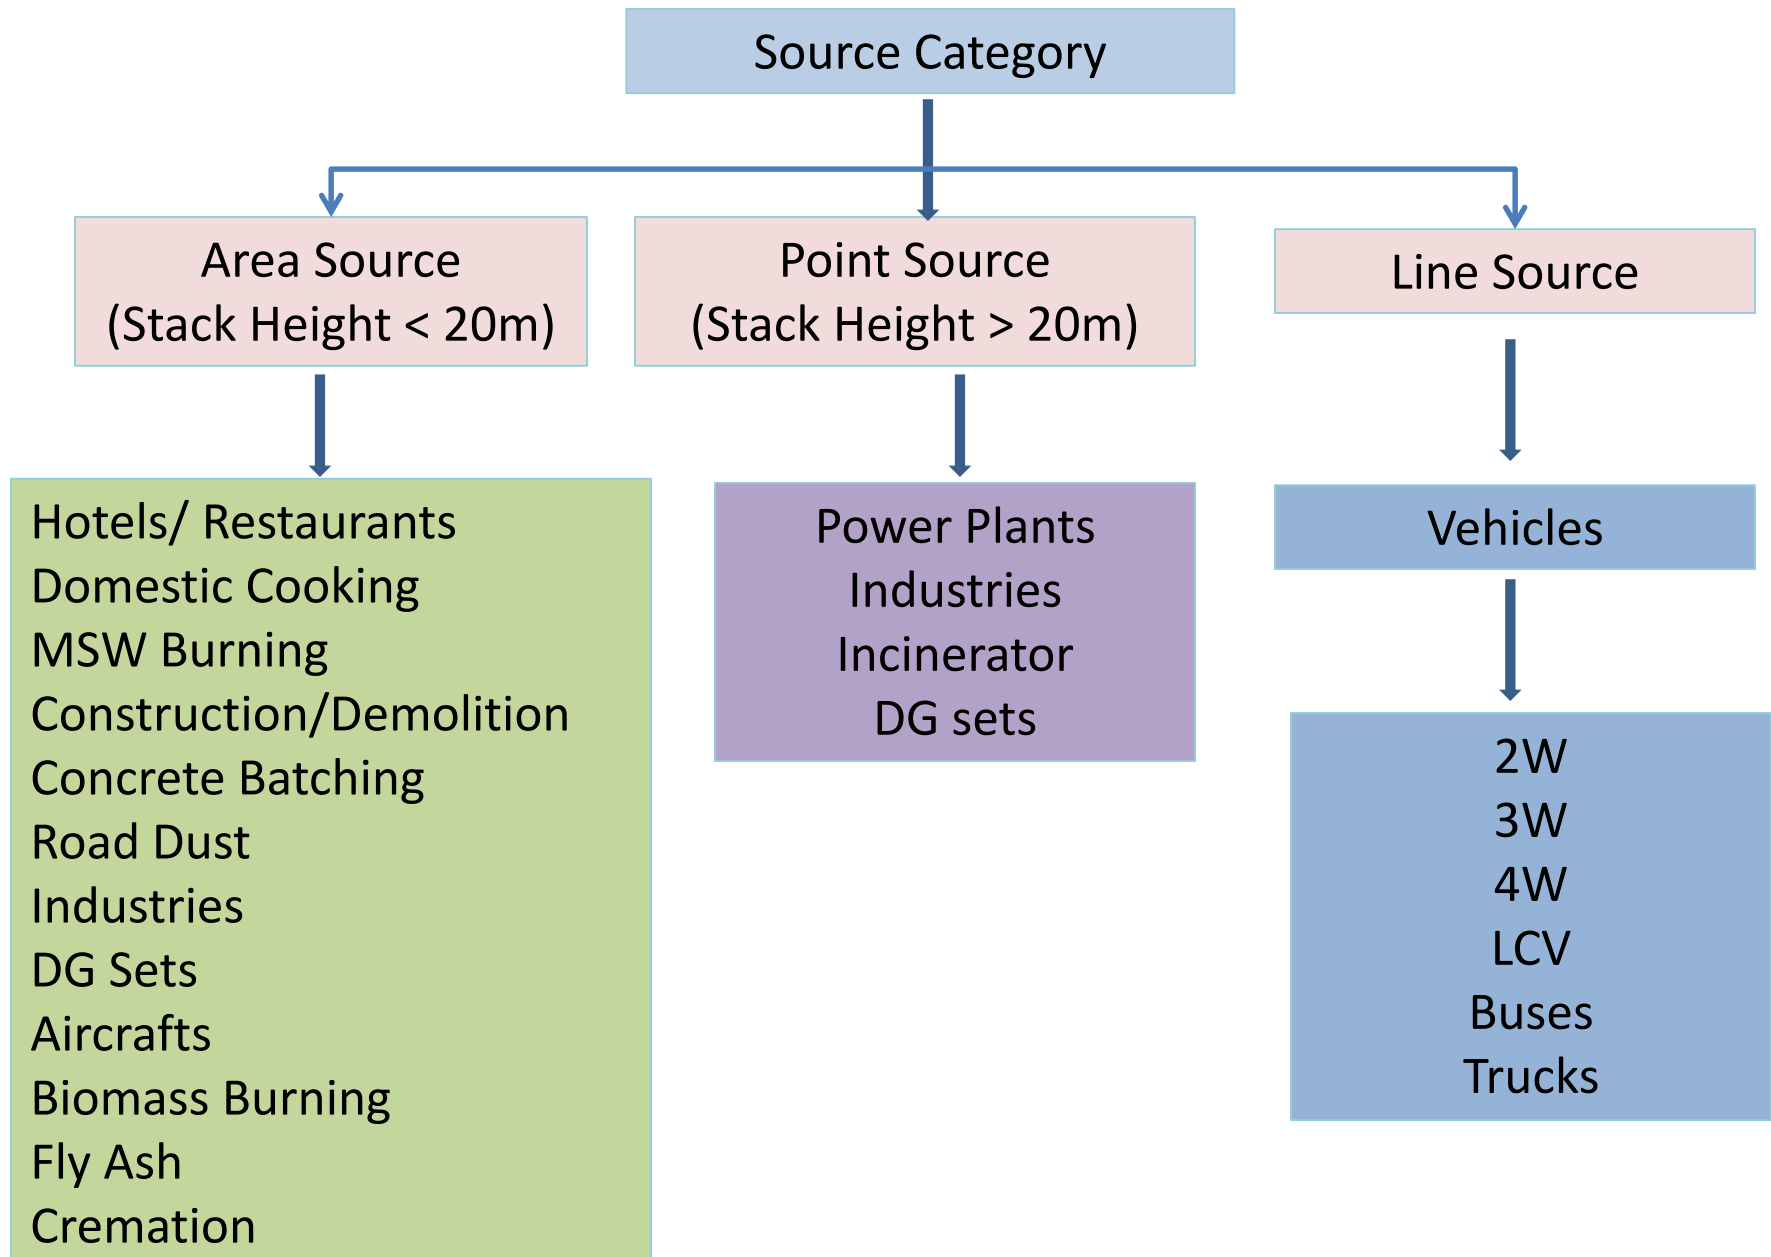 Source Category
Area Source
(Stack Height < 20m)
Point Source
(Stack Height > 20m)
Line Source
Hotels/ Restaurants
Domestic Cooking
MSW Burning
Construction/Demolition
Concrete Batching
Road Dust
Industries
DG Sets
Aircrafts
Biomass Burning
Fly Ash
Cremation
Power Plants
Industries
Incinerator
DG sets
Vehicles
2W
3W
4W
LCV
Buses
Trucks